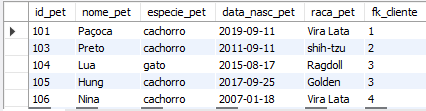 id_pet nome_pet especie_pet data_nasc_pet raca_pet fk_cliente
101 Paçoca cachorro 2019-09-11 Vira Lata 1
103 Preto cachorro 2011-09-11 shih-tzu 2
104 Lua gato 2015-08-17 Ragdoll 3
105 Hung cachorro 2017-09-25 Golden 3
106 Nina cachorro 2007-01-18 Vira Lata 4